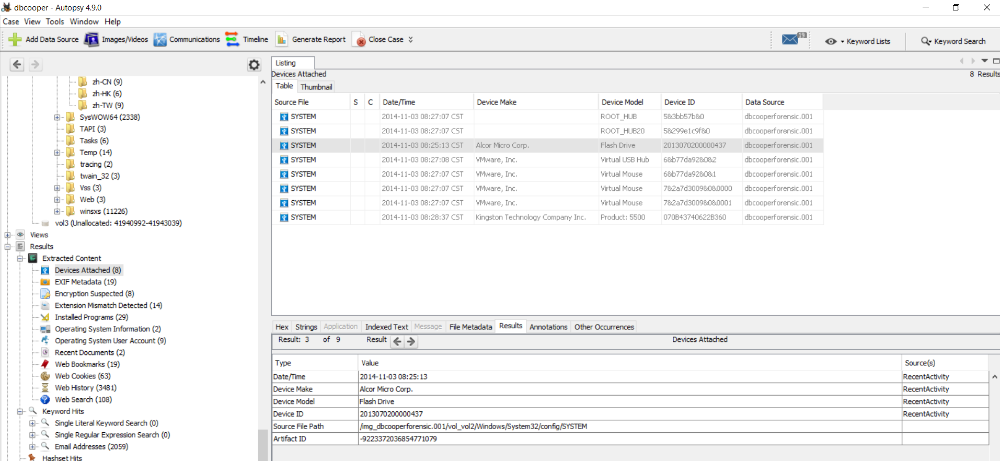 dbcooper - Autopsy 4.9.0
Case View Tools Window Help
Add Data Source Images/Videos Communications Timeline Generate Report Close Case 19 Keyword Lists Keyword Search
zh-CN (9)
zh-HK (6)
zh-TW (9)
SysWOW64 (2338)
TAPI (3)
Tasks (6)
Temp (14)
tracing (2)
twain_32 (3)
Vss (3)
Web (3)
winsxs (11226)
vol3 (Unallocated: 41940992-41943039)
Views
Results
Extracted Content
Devices Attached (8)
EXIF Metadata (19)
Encryption Suspected (8)
Extension Mismatch Detected (14)
Installed Programs (29)
Operating System Information (2)
Operating System User Account (9)
Recent Documents (2)
Web Bookmarks (19)
Web Cookies (63)
Web History (3481)
Web Search (108)
Keyword Hits
Single Literal Keyword Search (0)
Single Regular Expression Search (0)
Email Addresses (2059)
Hashset Hits
Listing
Devices Attached 8 Results
Table Thumbnail
Source File S C Date/Time Device Make Device Model Device ID Data Source
SYSTEM 2014-11-03 08:27:07 CST ROOT_HUB 5&3bb57b&0 dbcooperforensic.001
SYSTEM 2014-11-03 08:27:07 CST ROOT_HUB20 5&299e1c9f&0 dbcooperforensic.001
SYSTEM 2014-11-03 08:25:13 CST Alcor Micro Corp. Flash Drive 2013070200000437 dbcooperforensic.001
SYSTEM 2014-11-03 08:27:08 CST VMware, Inc. Virtual USB Hub 6&b77da92&0&2 dbcooperforensic.001
SYSTEM 2014-11-03 08:27:07 CST VMware, Inc. Virtual Mouse 6&b77da92&0&1 dbcooperforensic.001
SYSTEM 2014-11-03 08:27:07 CST VMware, Inc. Virtual Mouse 7&2a7d3009&0&0000 dbcooperforensic.001
SYSTEM 2014-11-03 08:27:07 CST VMware, Inc. Virtual Mouse 7&2a7d3009&0&0001 dbcooperforensic.001
SYSTEM 2014-11-03 08:28:37 CST Kingston Technology Company Inc. Product: 5500 070B43740622B360 dbcooperforensic.001
Hex Strings Application Indexed Text Message File Metadata Results Annotations Other Occurrences
Result: 3 of 9 Result Devices Attached
Type Value Source(s)
Date/Time 2014-11-03 08:25:13 RecentActivity
Device Make Alcor Micro Corp. RecentActivity
Device Model Flash Drive RecentActivity
Device ID 2013070200000437 RecentActivity
Source File Path /img_dbcooperforensic.001/vol_vol2/Windows/System32/config/SYSTEM
Artifact ID -9223372036854771079